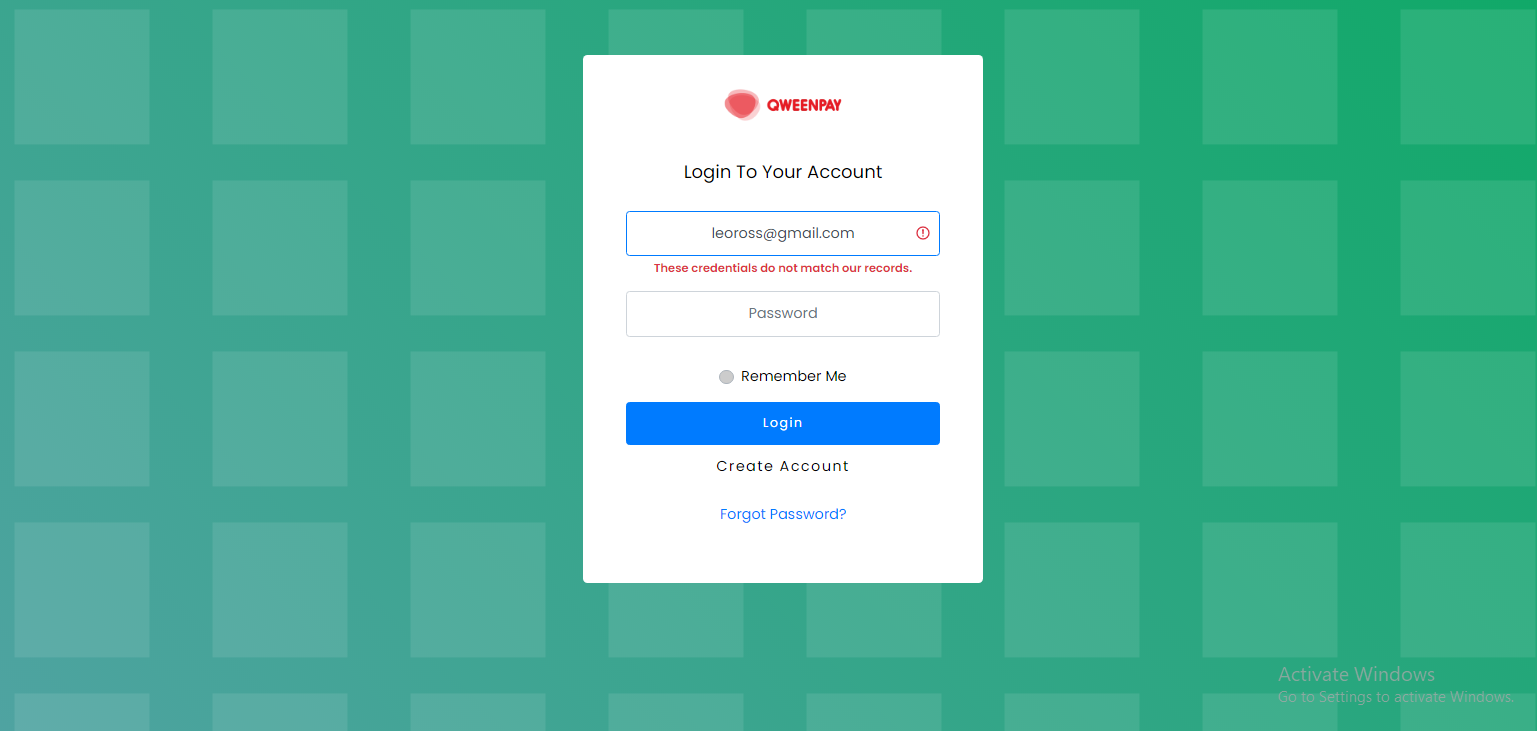 QWEENPAY
Login To Your Account
leoross@gmail.com
These credentials do not match our records.
Password
Remember Me
Login
Create Account
Forgot Password?
Activate Windows
Go to Settings to activate Windows.